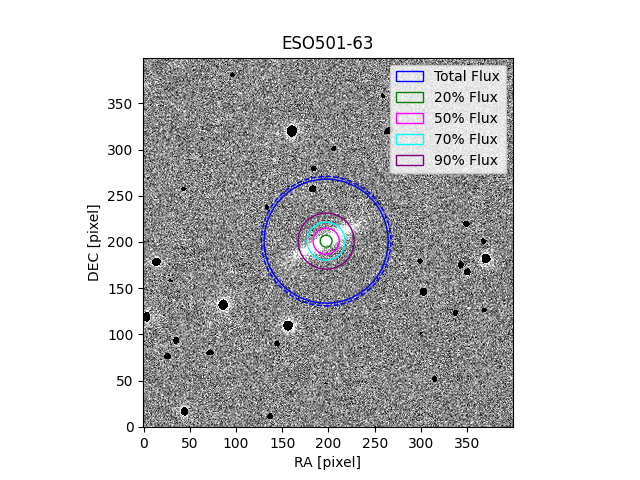 ESO501-63
Total Flux
20% Flux
50% Flux
70% Flux
90% Flux
DEC [pixel]
350
300
250
200
150
100
50
0
0 50 100 150 200 250 300 350
RA [pixel]